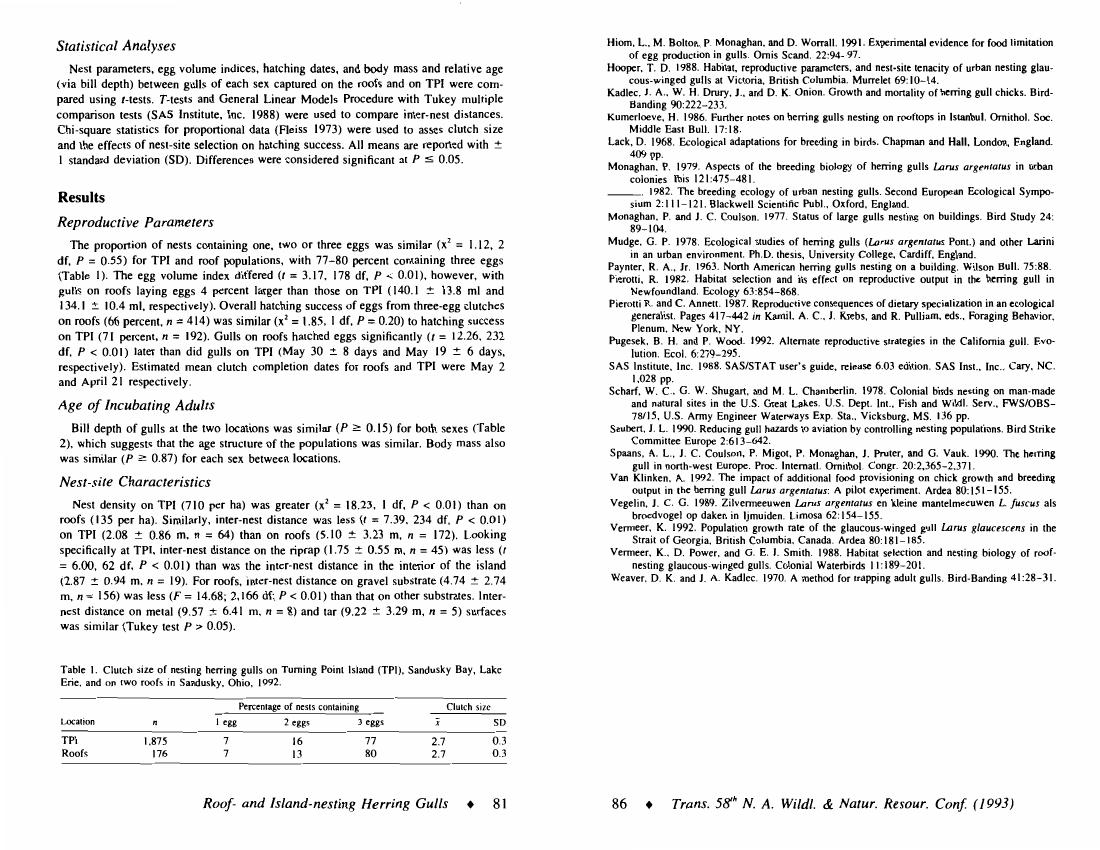 Statistical Analyses
Nest parameters, egg volume indices, hatching dates, and body mass and relative age
(via bill depth) between gulls of each sex captured on the roofs and on TPI were com-
pared using t-tests. T-tests and General Linear Models Procedure with Tukey multiple
comparison tests (SAS Institute, Inc. 1988) were used to compare inter-nest distances.
Chi-square statistics for proportional data (Fleiss 1973) were used to asses clutch size
and the effects of nest-site selection on hatching success. All means are reported with ±
1 standard deviation (SD). Differences were considered significant at P ≤ 0.05.
Results
Reproductive Parameters
The proportion of nests containing one, two or three eggs was similar (x² = 1.12, 2
df, P = 0.55) for TPI and roof populations, with 77–80 percent containing three eggs
(Table 1). The egg volume index differed (t = 3.17, 178 df, P < 0.01), however, with
gulls on roofs laying eggs 4 percent larger than those on TPI (140.1 ± 13.8 ml and
134.1 ± 10.4 ml, respectively). Overall hatching success of eggs from three-egg clutches
on roofs (66 percent, n = 414) was similar (x² = 1.85, 1 df, P = 0.20) to hatching success
on TPI (71 percent, n = 192). Gulls on roofs hatched eggs significantly (t = 12.26, 232
df, P < 0.01) later than did gulls on TPI (May 30 ± 8 days and May 19 ± 6 days,
respectively). Estimated mean clutch completion dates for roofs and TPI were May 2
and April 21 respectively.
Age of Incubating Adults
Bill depth of gulls at the two locations was similar (P ≥ 0.15) for both sexes (Table
2), which suggests that the age structure of the populations was similar. Body mass also
was similar (P ≥ 0.87) for each sex between locations.
Nest-site Characteristics
Nest density on TPI (710 per ha) was greater (x² = 18.23, 1 df, P < 0.01) than on
roofs (135 per ha). Similarly, inter-nest distance was less (t = 7.39, 234 df, P < 0.01)
on TPI (2.08 ± 0.86 m, n = 64) than on roofs (5.10 ± 3.23 m, n = 172). Looking
specifically at TPI, inter-nest distance on the riprap (1.75 ± 0.55 m, n = 45) was less (t
= 6.00, 62 df, P < 0.01) than was the inter-nest distance in the interior of the island
(2.87 ± 0.94 m, n = 19). For roofs, inter-nest distance on gravel substrate (4.74 ± 2.74
m, n = 156) was less (F = 14.68; 2,166 df; P < 0.01) than that on other substrates. Inter-
nest distance on metal (9.57 ± 6.41 m, n = 8) and tar (9.22 ± 3.29 m, n = 5) surfaces
was similar (Tukey test P > 0.05).
Table 1. Clutch size of nesting herring gulls on Turning Point Island (TPI), Sandusky Bay, Lake
Erie, and on two roofs in Sandusky, Ohio, 1992.
Percentage of nests containing Clutch size
Location n 1 egg 2 eggs 3 eggs x̄ SD
TPI 1,875 7 16 77 2.7 0.3
Roofs 176 7 13 80 2.7 0.3
Roof- and Island-nesting Herring Gulls ◆ 81
Hiom, L., M. Bolton, P. Monaghan, and D. Worrall. 1991. Experimental evidence for food limitation
of egg production in gulls. Ornis Scand. 22:94–97.
Hooper, T. D. 1988. Habitat, reproductive parameters, and nest-site tenacity of urban nesting glau-
cous-winged gulls at Victoria, British Columbia. Murrelet 69:10–14.
Kadlec, J. A., W. H. Drury, J., and D. K. Onion. Growth and mortality of herring gull chicks. Bird-
Banding 90:222–233.
Kumerloeve, H. 1986. Further notes on herring gulls nesting on rooftops in Istanbul. Ornithol. Soc.
Middle East Bull. 17:18.
Lack, D. 1968. Ecological adaptations for breeding in birds. Chapman and Hall, London, England.
409 pp.
Monaghan, P. 1979. Aspects of the breeding biology of herring gulls Larus argentatus in urban
colonies Ibis 121:475–481.
______. 1982. The breeding ecology of urban nesting gulls. Second European Ecological Sympo-
sium 2:111–121. Blackwell Scientific Publ., Oxford, England.
Monaghan, P. and J. C. Coulson. 1977. Status of large gulls nesting on buildings. Bird Study 24:
89–104.
Mudge, G. P. 1978. Ecological studies of herring gulls (Larus argentatus Pont.) and other Larini
in an urban environment. Ph.D. thesis, University College, Cardiff, England.
Paynter, R. A., Jr. 1963. North American herring gulls nesting on a building. Wilson Bull. 75:88.
Pierotti, R. 1982. Habitat selection and its effect on reproductive output in the herring gull in
Newfoundland. Ecology 63:854–868.
Pierotti R. and C. Annett. 1987. Reproductive consequences of dietary specialization in an ecological
generalist. Pages 417–442 in Kamil, A. C., J. Krebs, and R. Pulliam, eds., Foraging Behavior,
Plenum, New York, NY.
Pugesek, B. H. and P. Wood. 1992. Alternate reproductive strategies in the California gull. Evo-
lution. Ecol. 6:279–295.
SAS Institute, Inc. 1988. SAS/STAT user's guide, release 6.03 edition. SAS Inst., Inc., Cary, NC.
1,028 pp.
Scharf, W. C., G. W. Shugart, and M. L. Chamberlin. 1978. Colonial birds nesting on man-made
and natural sites in the U.S. Great Lakes. U.S. Dept. Int., Fish and Wildl. Serv., FWS/OBS–
78/15, U.S. Army Engineer Waterways Exp. Sta., Vicksburg, MS. 136 pp.
Seubert, J. L. 1990. Reducing gull hazards to aviation by controlling nesting populations. Bird Strike
Committee Europe 2:613–642.
Spaans, A. L., J. C. Coulson, P. Migot, P. Monaghan, J. Pruter, and G. Vauk. 1990. The herring
gull in north-west Europe. Proc. Internatl. Ornithol. Congr. 20:2,365–2,371.
Van Klinken, A. 1992. The impact of additional food provisioning on chick growth and breeding
output in the herring gull Larus argentatus: A pilot experiment. Ardea 80:151–155.
Vegelin, J. C. G. 1989. Zilvermeeuwen Larus argentatus en kleine mantelmeeuwen L. fuscus als
broedvogel op daken in Ijmuiden. Limosa 62:154–155.
Vermeer, K. 1992. Population growth rate of the glaucous-winged gull Larus glaucescens in the
Strait of Georgia, British Columbia, Canada. Ardea 80:181–185.
Vermeer, K., D. Power, and G. E. J. Smith. 1988. Habitat selection and nesting biology of roof-
nesting glaucous-winged gulls. Colonial Waterbirds 11:189–201.
Weaver, D. K. and J. A. Kadlec. 1970. A method for trapping adult gulls. Bird-Banding 41:28–31.
86 ◆ Trans. 58th N. A. Wildl. & Natur. Resour. Conf. (1993)